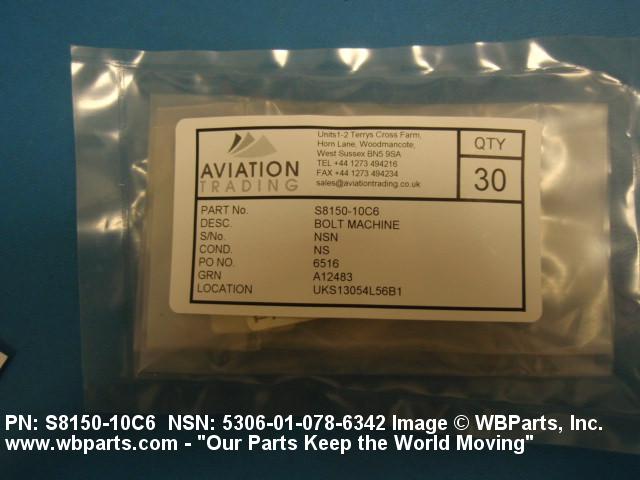 AVIATION
TRADING
Units1-2 Terrys Cross Farm,
Horn Lane, Woodmancote,
West Sussex BN5 9SA
TEL +44 1273 494216
FAX +44 1273 494234
sales@aviationtrading.co.uk
QTY
30
PART No. S8150-10C6
DESC. BOLT MACHINE
S/No. NSN
COND. NS
PO NO. 6516
GRN A12483
LOCATION UKS13054L56B1
PN: S8150-10C6 NSN: 5306-01-078-6342 Image © WBParts, Inc.
www.wbparts.com - "Our Parts Keep the World Moving"